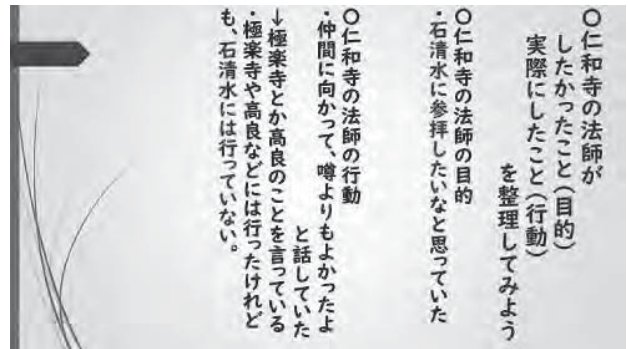 〇仁和寺の法師が
したかったこと(目的)
実際にしたこと(行動)
を整理してみよう
〇仁和寺の法師の目的
・石清水に参拝したいなと思っていた
〇仁和寺の法師の行動
・仲間に向かって、噂よりもよかったよ
と話していた
↓極楽寺とか高良のことを言っている
・極楽寺や高良などには行ったけれど
も、石清水には行っていない。